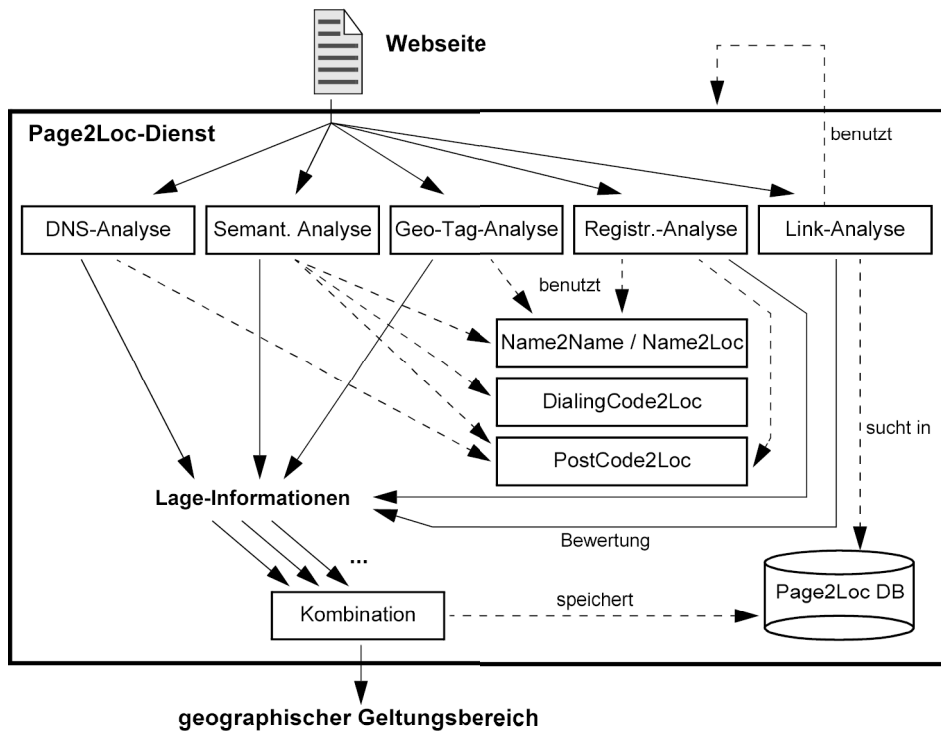 Webseite
Page2Loc-Dienst
benutzt
DNS-Analyse
Semant. Analyse
Geo-Tag-Analyse
Registr.-Analyse
Link-Analyse
benutzt
Name2Name / Name2Loc
DialingCode2Loc
sucht in
PostCode2Loc
Lage-Informationen
Bewertung
...
Page2Loc DB
speichert
Kombination
geographischer Geltungsbereich